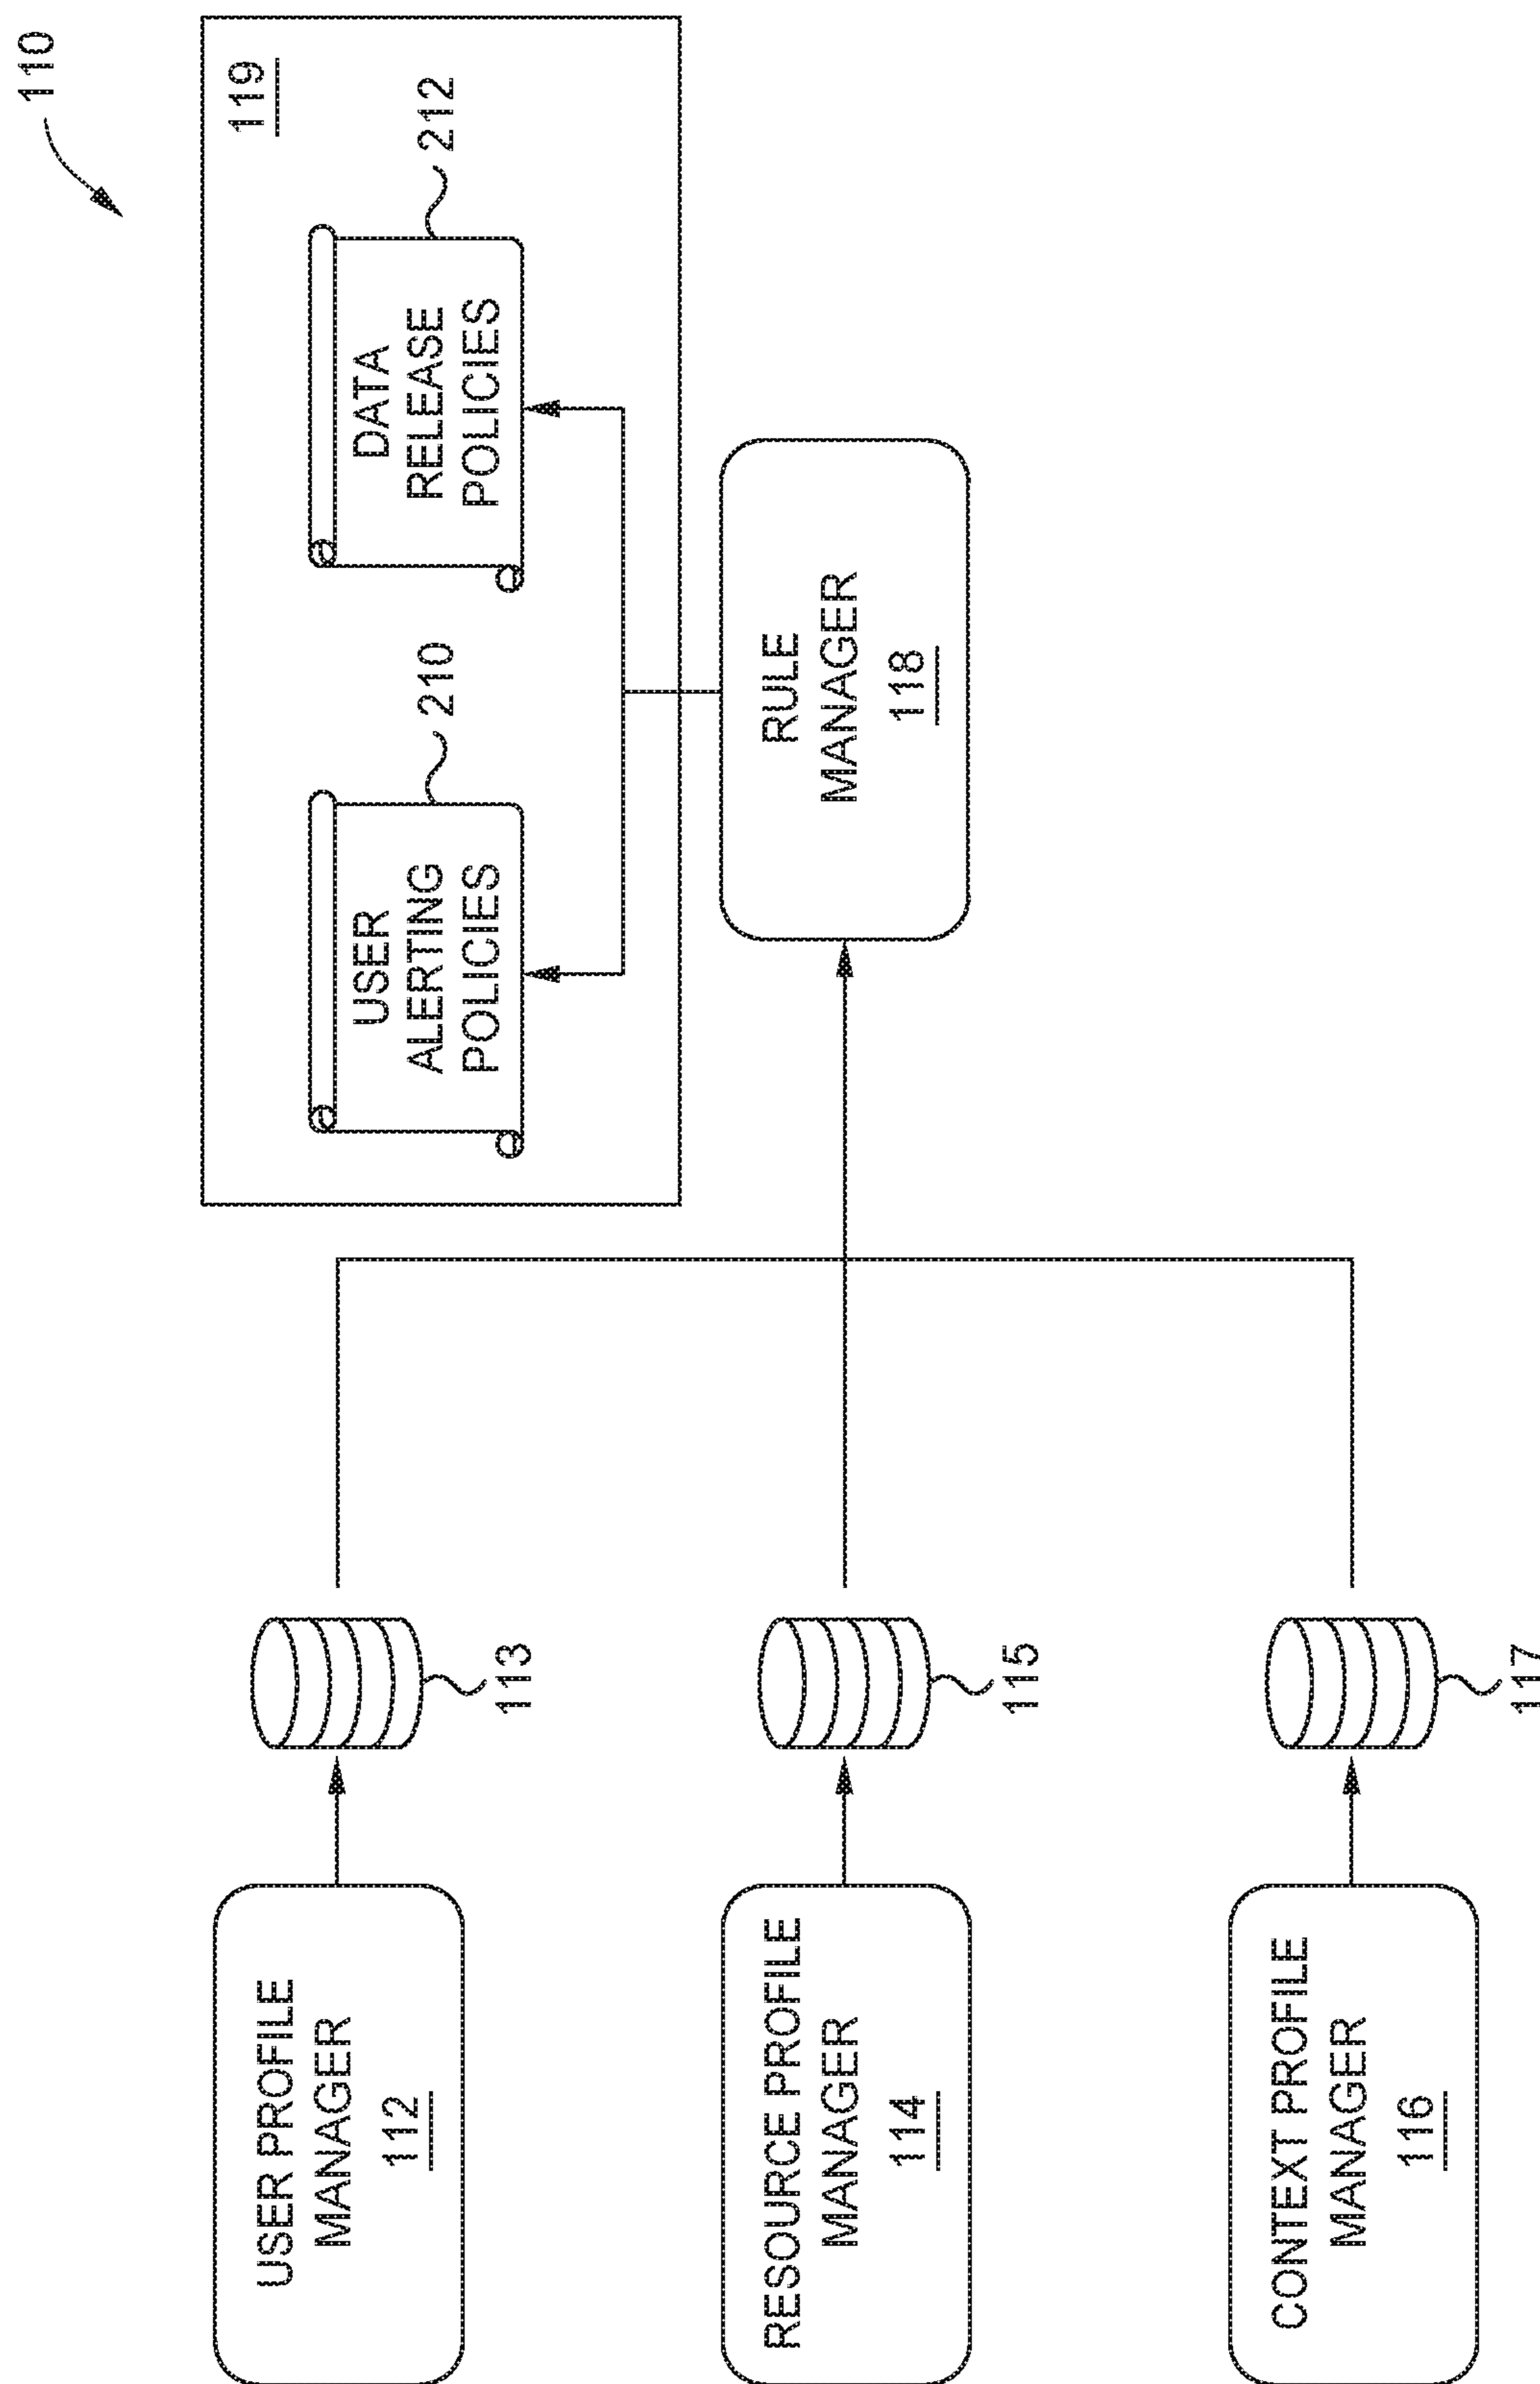 110
119
USER
ALERTING
POLICIES
210
DATA
RELEASE
POLICIES
212
USER PROFILE
MANAGER
112
113
RESOURCE PROFILE
MANAGER
114
115
RULE
MANAGER
118
CONTEXT PROFILE
MANAGER
116
117